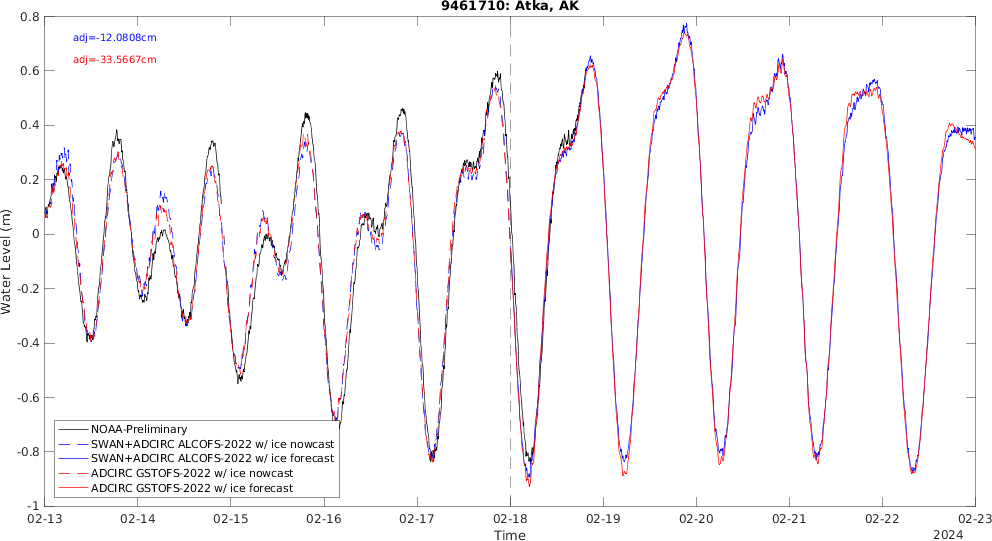 9461710: Atka, AK
adj=-12.0808cm
adj=-33.5667cm
Water Level (m)
0.8
0.6
0.4
0.2
0
-0.2
-0.4
-0.6
-0.8
-1
NOAA-Preliminary
SWAN+ADCIRC ALCOFS-2022 w/ ice nowcast
SWAN+ADCIRC ALCOFS-2022 w/ ice forecast
ADCIRC GSTOFS-2022 w/ ice nowcast
ADCIRC GSTOFS-2022 w/ ice forecast
02-13 02-14 02-15 02-16 02-17 02-18 02-19 02-20 02-21 02-22 02-23
Time
2024